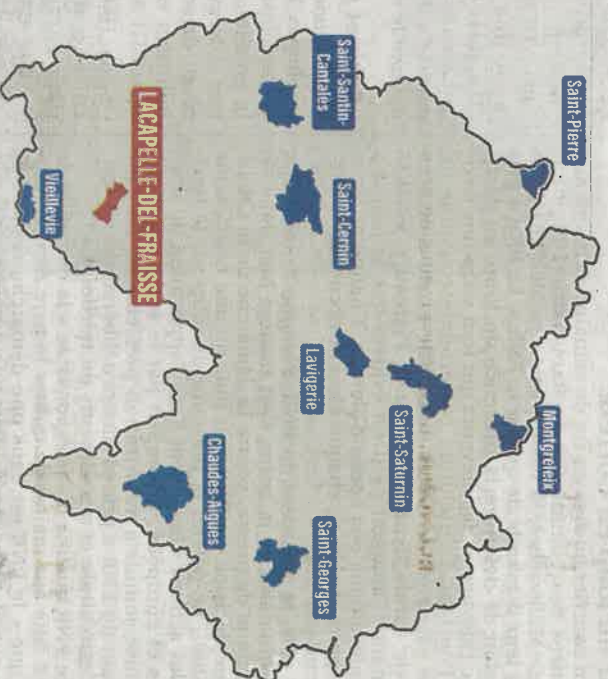 Saint-Pierre
Montgreleix
Saint-Santin-
Cantalès
Saint-Cernin
Lavigerie
Saint-Saturnin
Saint-Georges
Chaudes-Aigues
LACAPELLE-DEL-FRAISSE
Vieillevie